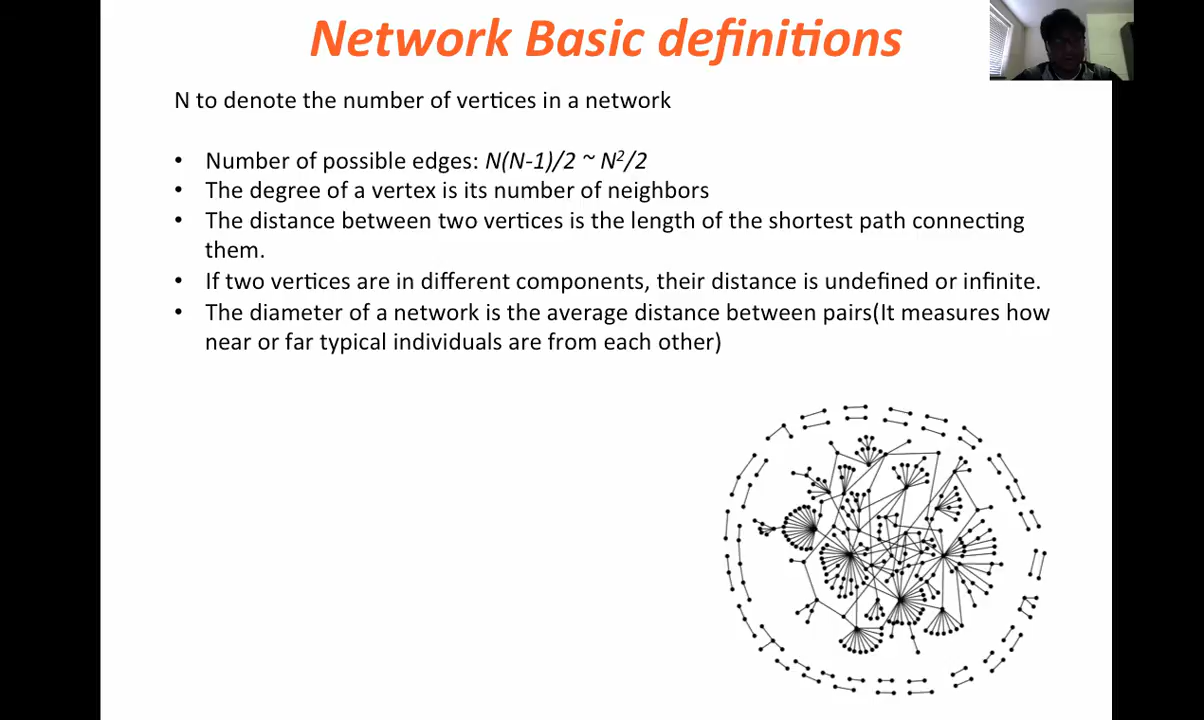 Network Basic definitions
N to denote the number of vertices in a network
• Number of possible edges: N(N-1)/2 ~ N²/2
• The degree of a vertex is its number of neighbors
• The distance between two vertices is the length of the shortest path connecting
them.
• If two vertices are in different components, their distance is undefined or infinite.
• The diameter of a network is the average distance between pairs(It measures how
near or far typical individuals are from each other)